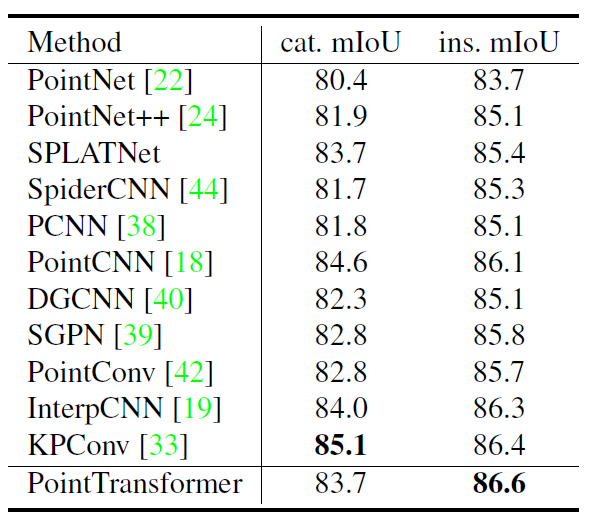 Method cat. mIoU ins. mIoU
PointNet [22] 80.4 83.7
PointNet++ [24] 81.9 85.1
SPLATNet 83.7 85.4
SpiderCNN [44] 81.7 85.3
PCNN [38] 81.8 85.1
PointCNN [18] 84.6 86.1
DGCNN [40] 82.3 85.1
SGPN [39] 82.8 85.8
PointConv [42] 82.8 85.7
InterpCNN [19] 84.0 86.3
KPConv [33] 85.1 86.4
PointTransformer 83.7 86.6